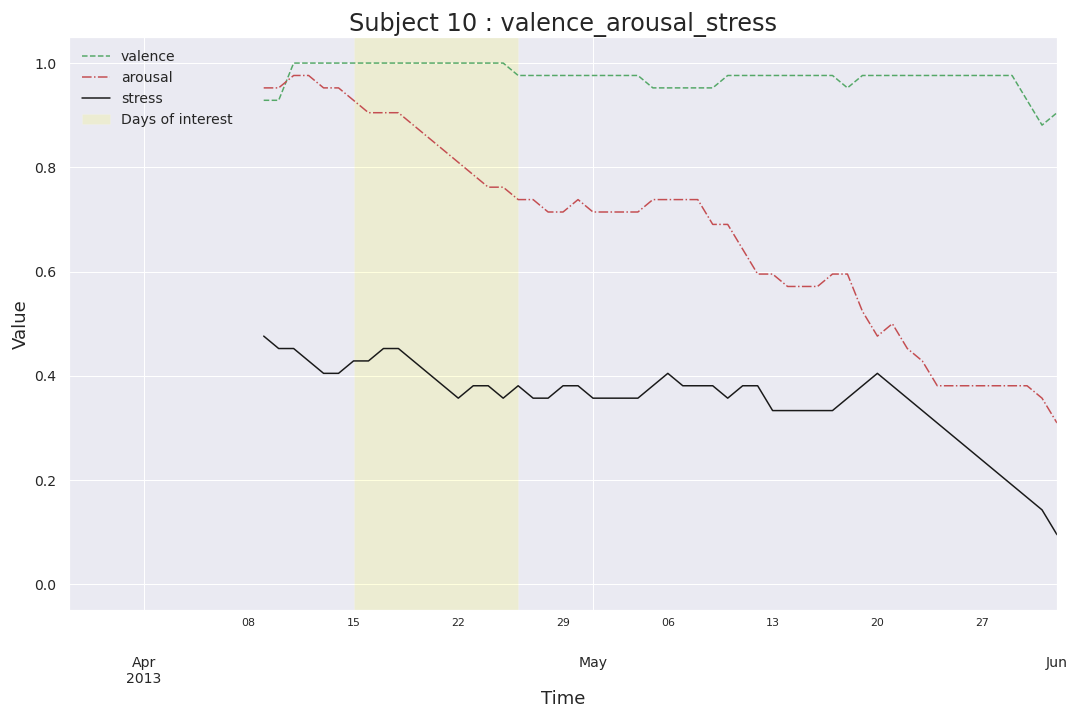 Subject 10 : valence_arousal_stress
valence
arousal
stress
Days of interest
1.0
0.8
0.6
0.4
0.2
0.0
Value
08 15 22 29 06 13 20 27
Apr May Jun
2013
Time